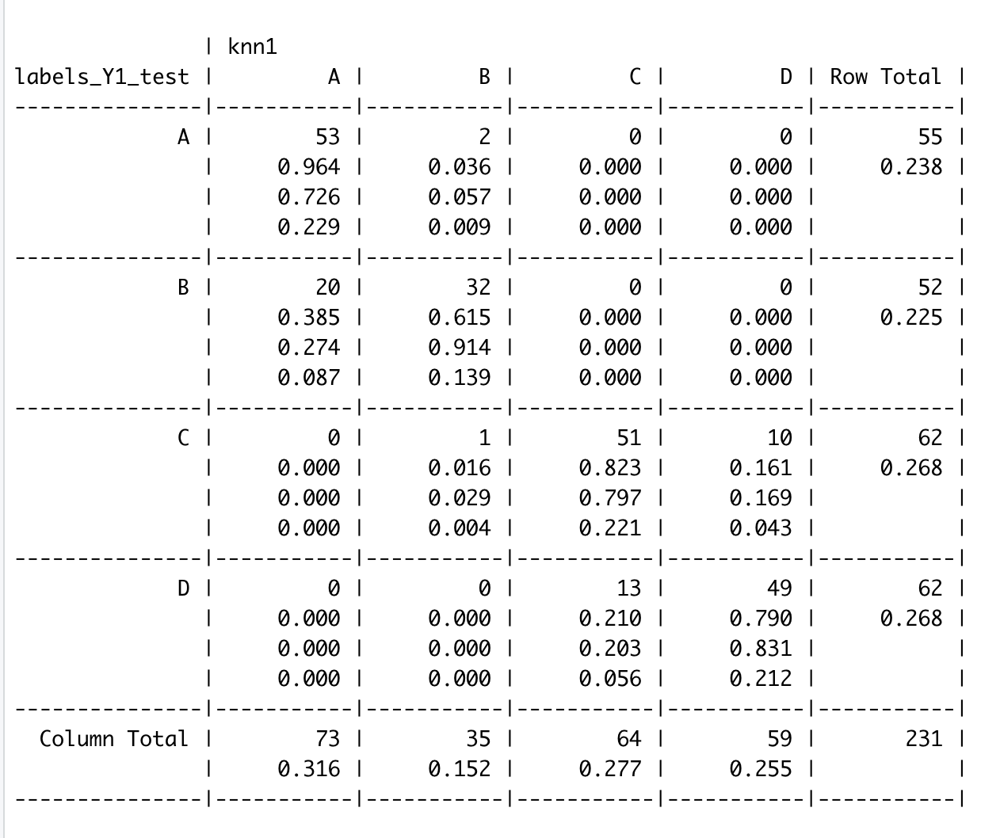 | knn1
labels_Y1_test | A | B | C | D | Row Total |
---------------|-----------|-----------|-----------|-----------|-----------|
A | 53 | 2 | 0 | 0 | 55 |
| 0.964 | 0.036 | 0.000 | 0.000 | 0.238 |
| 0.726 | 0.057 | 0.000 | 0.000 | |
| 0.229 | 0.009 | 0.000 | 0.000 | |
---------------|-----------|-----------|-----------|-----------|-----------|
B | 20 | 32 | 0 | 0 | 52 |
| 0.385 | 0.615 | 0.000 | 0.000 | 0.225 |
| 0.274 | 0.914 | 0.000 | 0.000 | |
| 0.087 | 0.139 | 0.000 | 0.000 | |
---------------|-----------|-----------|-----------|-----------|-----------|
C | 0 | 1 | 51 | 10 | 62 |
| 0.000 | 0.016 | 0.823 | 0.161 | 0.268 |
| 0.000 | 0.029 | 0.797 | 0.169 | |
| 0.000 | 0.004 | 0.221 | 0.043 | |
---------------|-----------|-----------|-----------|-----------|-----------|
D | 0 | 0 | 13 | 49 | 62 |
| 0.000 | 0.000 | 0.210 | 0.790 | 0.268 |
| 0.000 | 0.000 | 0.203 | 0.831 | |
| 0.000 | 0.000 | 0.056 | 0.212 | |
---------------|-----------|-----------|-----------|-----------|-----------|
Column Total | 73 | 35 | 64 | 59 | 231 |
| 0.316 | 0.152 | 0.277 | 0.255 | |
---------------|-----------|-----------|-----------|-----------|-----------|